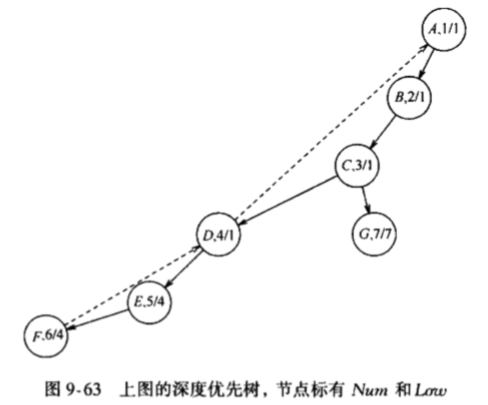 A,1/1
B,2/1
C,3/1
D,4/1
G,7/7
E,5/4
F,6/4
图 9-63 上图的深度优先树，节点标有 Num 和 Low